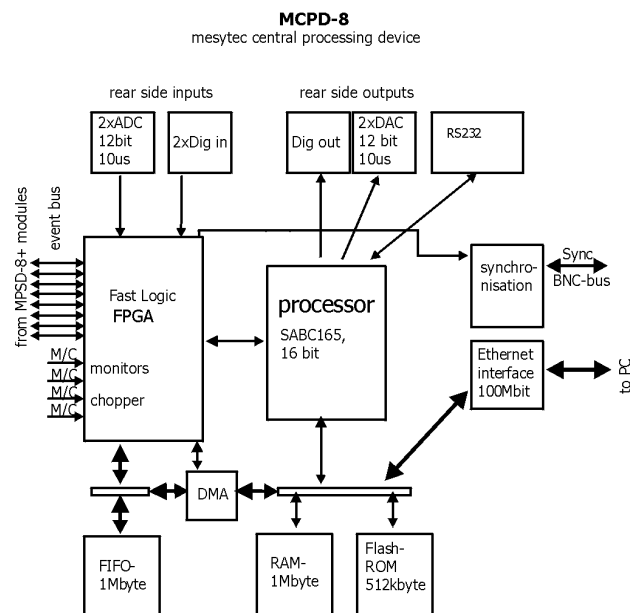 MCPD-8
mesytec central processing device
rear side inputs
rear side outputs
2xADC
12bit
10us
2xDig in
Dig out
2xDAC
12 bit
10us
RS232
from MPSD-8+ modules
event bus
Fast Logic
FPGA
processor
SABC165,
16 bit
synchro-
nisation
Sync
BNC-bus
M/C
M/C
M/C
M/C
monitors
chopper
Ethernet
interface
100Mbit
to PC
DMA
FIFO-
1Mbyte
RAM-
1Mbyte
Flash-
ROM
512kbyte